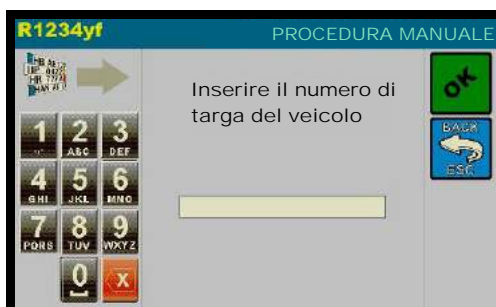 R1234yf
PROCEDURA MANUALE
Inserire il numero di
targa del veicolo
OK
BACK
ESC
1
2 ABC
3 DEF
4 GHI
5 JKL
6 MNO
7 PQRS
8 TUV
9 WXYZ
0
X